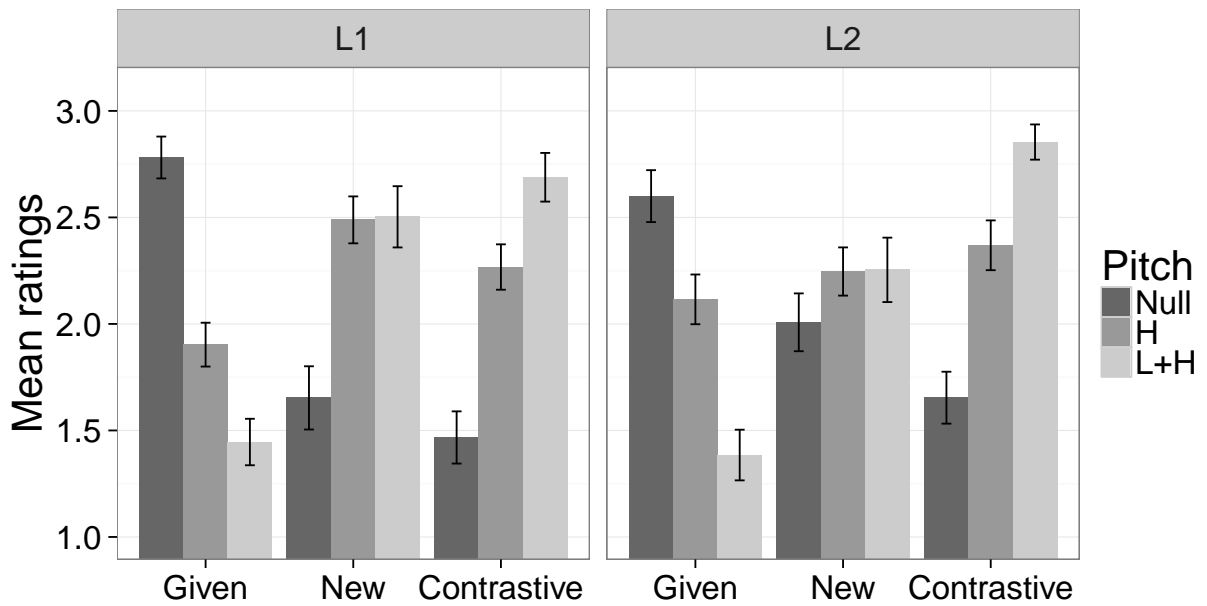 L1
L2
Mean ratings
3.0
2.5
2.0
1.5
1.0
Given New Contrastive
Given New Contrastive
Pitch
Null
H
L+H